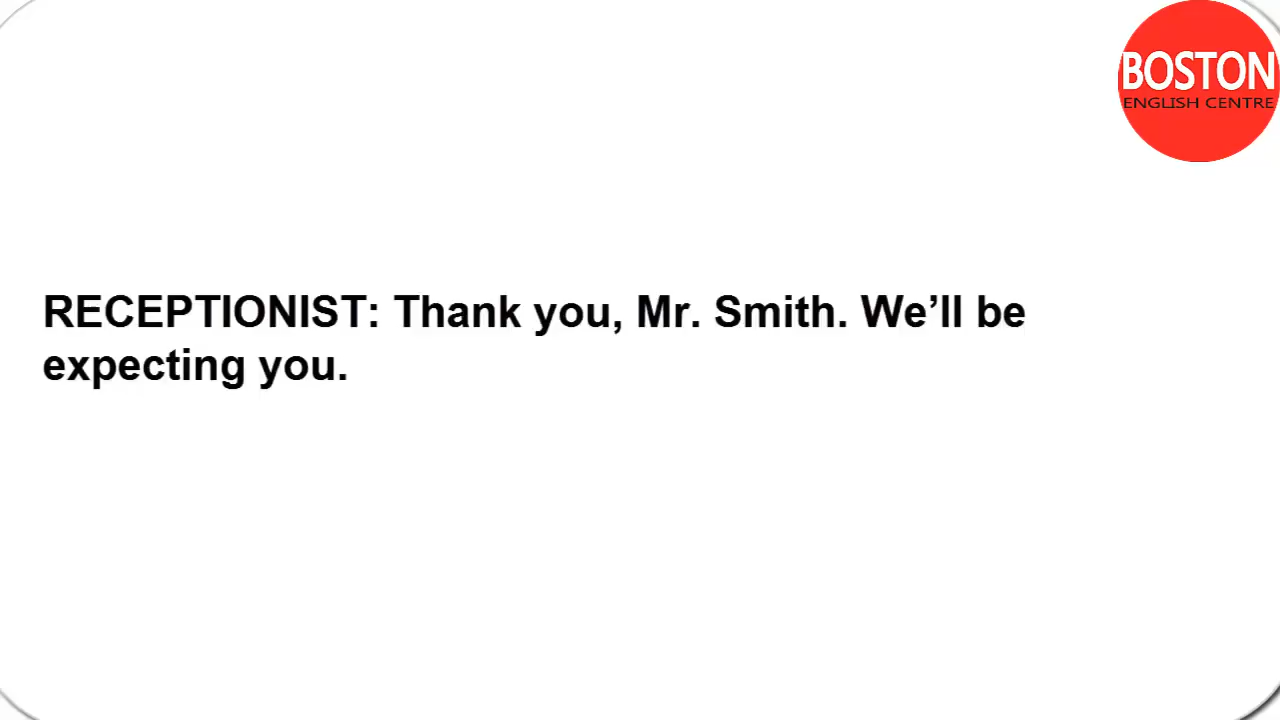 BOSTON
ENGLISH CENTRE
RECEPTIONIST: Thank you, Mr. Smith. We’ll be
expecting you.